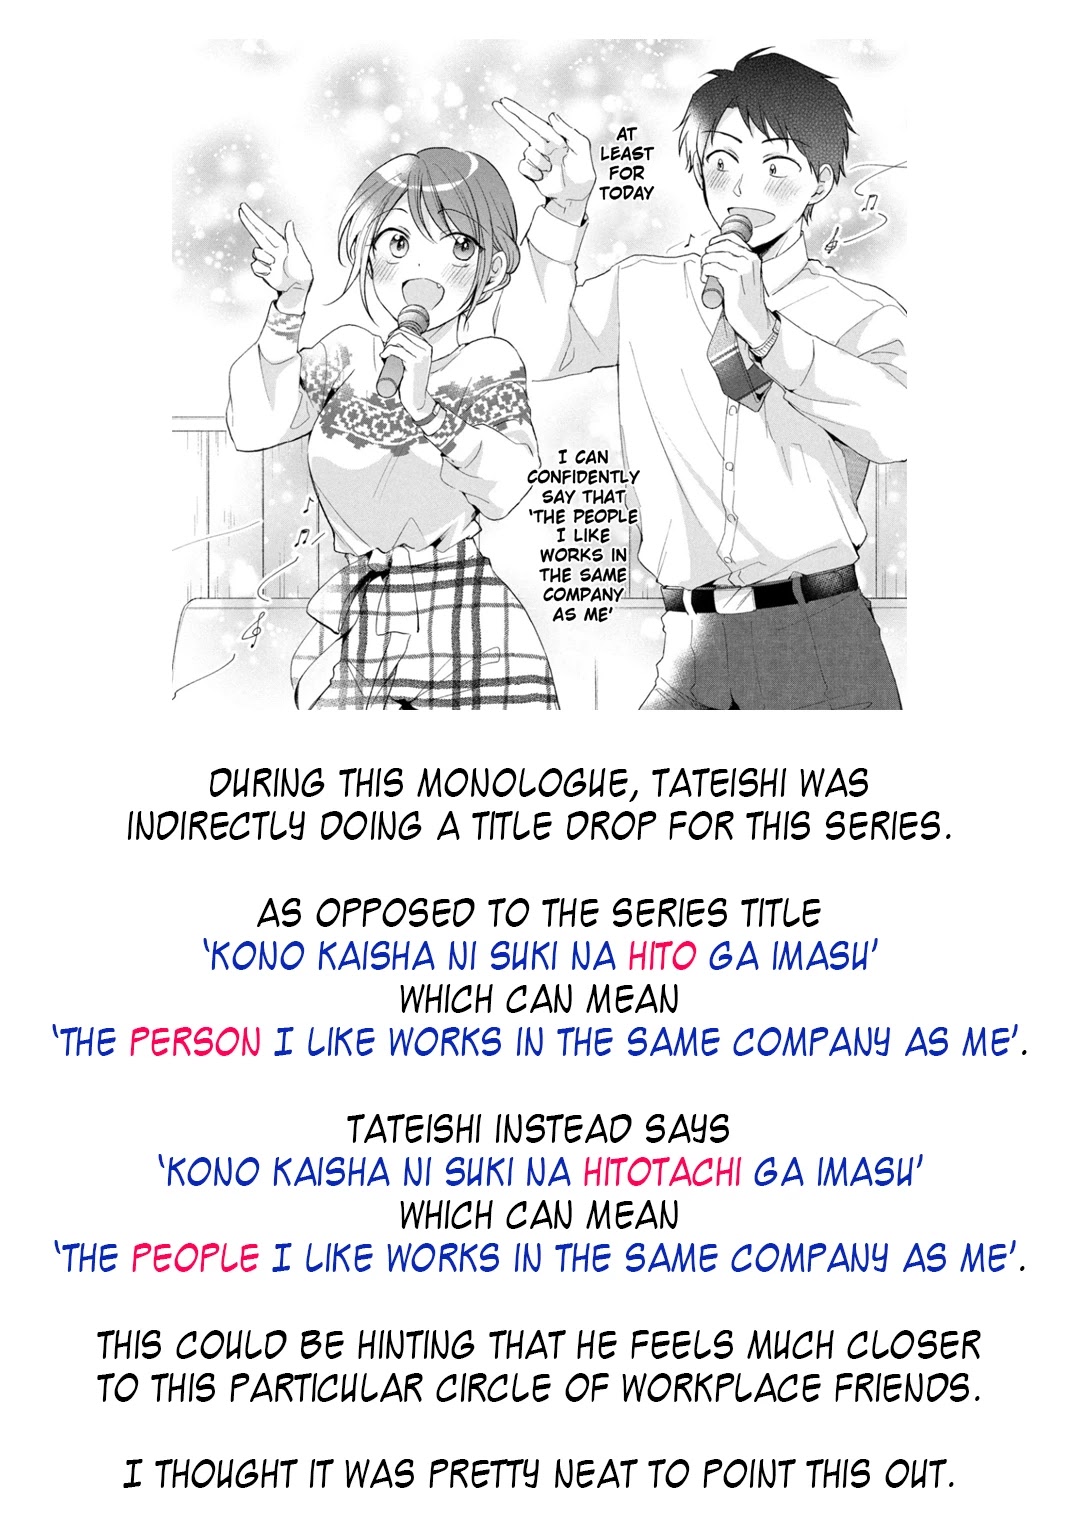 AT
LEAST
FOR
TODAY
I CAN
CONFIDENTLY
SAY THAT
'THE PEOPLE
I LIKE
WORKS IN
THE SAME
COMPANY
AS ME'
DURING THIS MONOLOGUE, TATEISHI WAS
INDIRECTLY DOING A TITLE DROP FOR THIS SERIES.
AS OPPOSED TO THE SERIES TITLE
'KONO KAISHA NI SUKI NA HITO GA IMASU'
WHICH CAN MEAN
'THE PERSON I LIKE WORKS IN THE SAME COMPANY AS ME'.
TATEISHI INSTEAD SAYS
'KONO KAISHA NI SUKI NA HITOTACHI GA IMASU'
WHICH CAN MEAN
'THE PEOPLE I LIKE WORKS IN THE SAME COMPANY AS ME'.
THIS COULD BE HINTING THAT HE FEELS MUCH CLOSER
TO THIS PARTICULAR CIRCLE OF WORKPLACE FRIENDS.
I THOUGHT IT WAS PRETTY NEAT TO POINT THIS OUT.